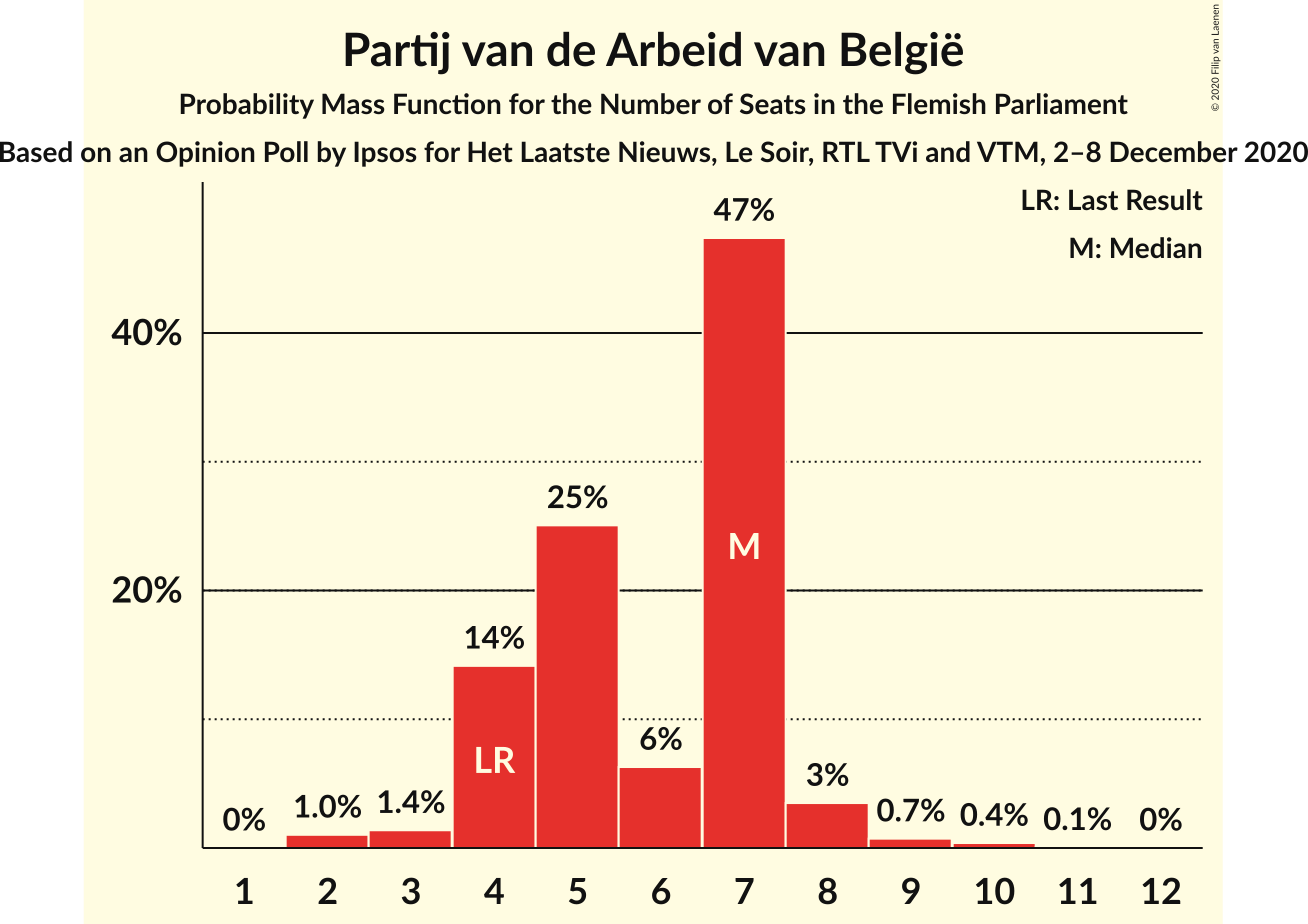 Partij van de Arbeid van België
Probability Mass Function for the Number of Seats in the Flemish Parliament
Based on an Opinion Poll by Ipsos for Het Laatste Nieuws, Le Soir, RTL TVi and VTM, 2–8 December 2020
© 2020 Filip van Laenen
LR: Last Result
M: Median
47%
40%
25%
M
20%
14%
6%
LR
3%
0%
1.0%
1.4%
0.7%
0.4%
0.1%
0%
1 2 3 4 5 6 7 8 9 10 11 12